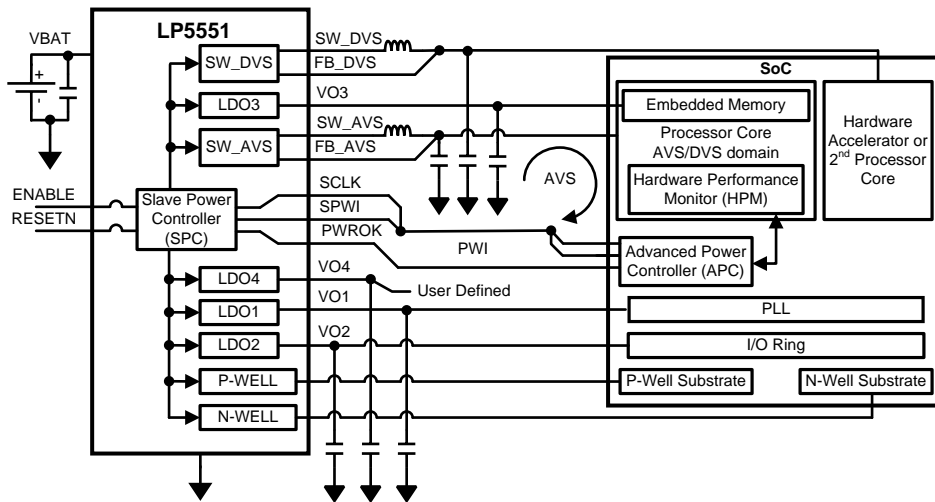 LP5551
VBAT
+
-
SW_DVS
SW_DVS
FB_DVS
LDO3
VO3
SW_AVS
SW_AVS
FB_AVS
ENABLE
RESETN
Slave Power
Controller
(SPC)
SCLK
SPWI
PWROK
AVS
PWI
LDO4
VO4
User Defined
LDO1
VO1
LDO2
VO2
P-WELL
N-WELL
SoC
Embedded Memory
Processor Core
AVS/DVS domain
Hardware Performance
Monitor (HPM)
Hardware
Accelerator or
2nd Processor
Core
Advanced Power
Controller (APC)
PLL
I/O Ring
P-Well Substrate
N-Well Substrate